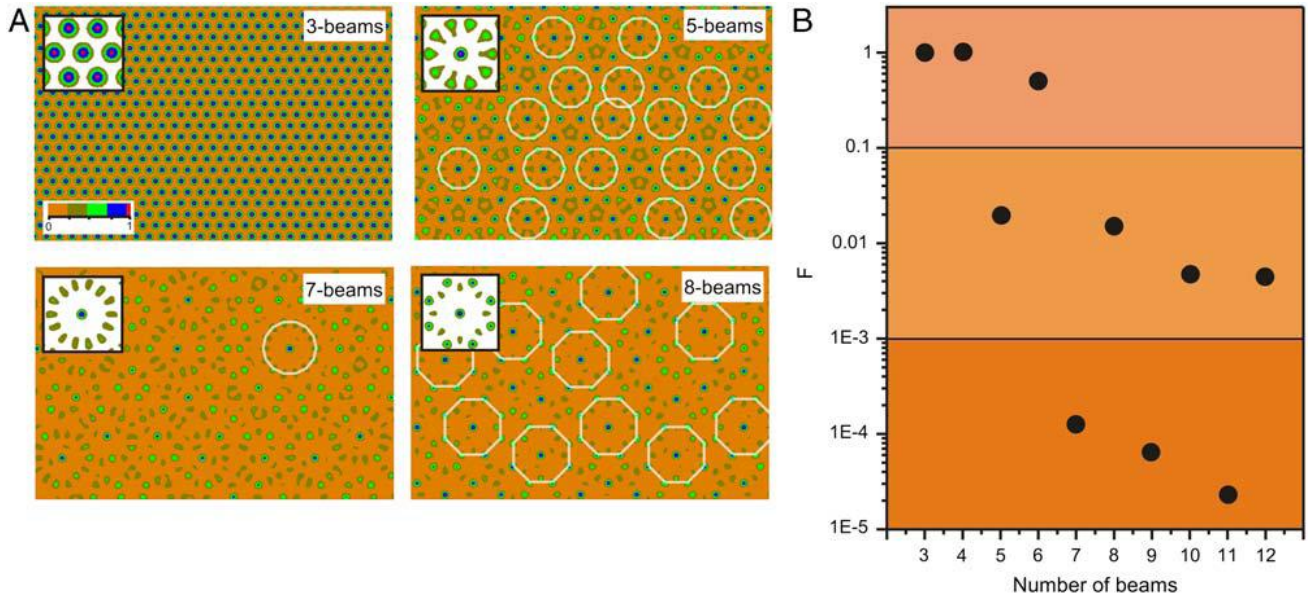 A
3-beams
0 1
5-beams
7-beams
8-beams
B
F
1
0.1
0.01
1E-3
1E-4
1E-5
3 4 5 6 7 8 9 10 11 12
Number of beams